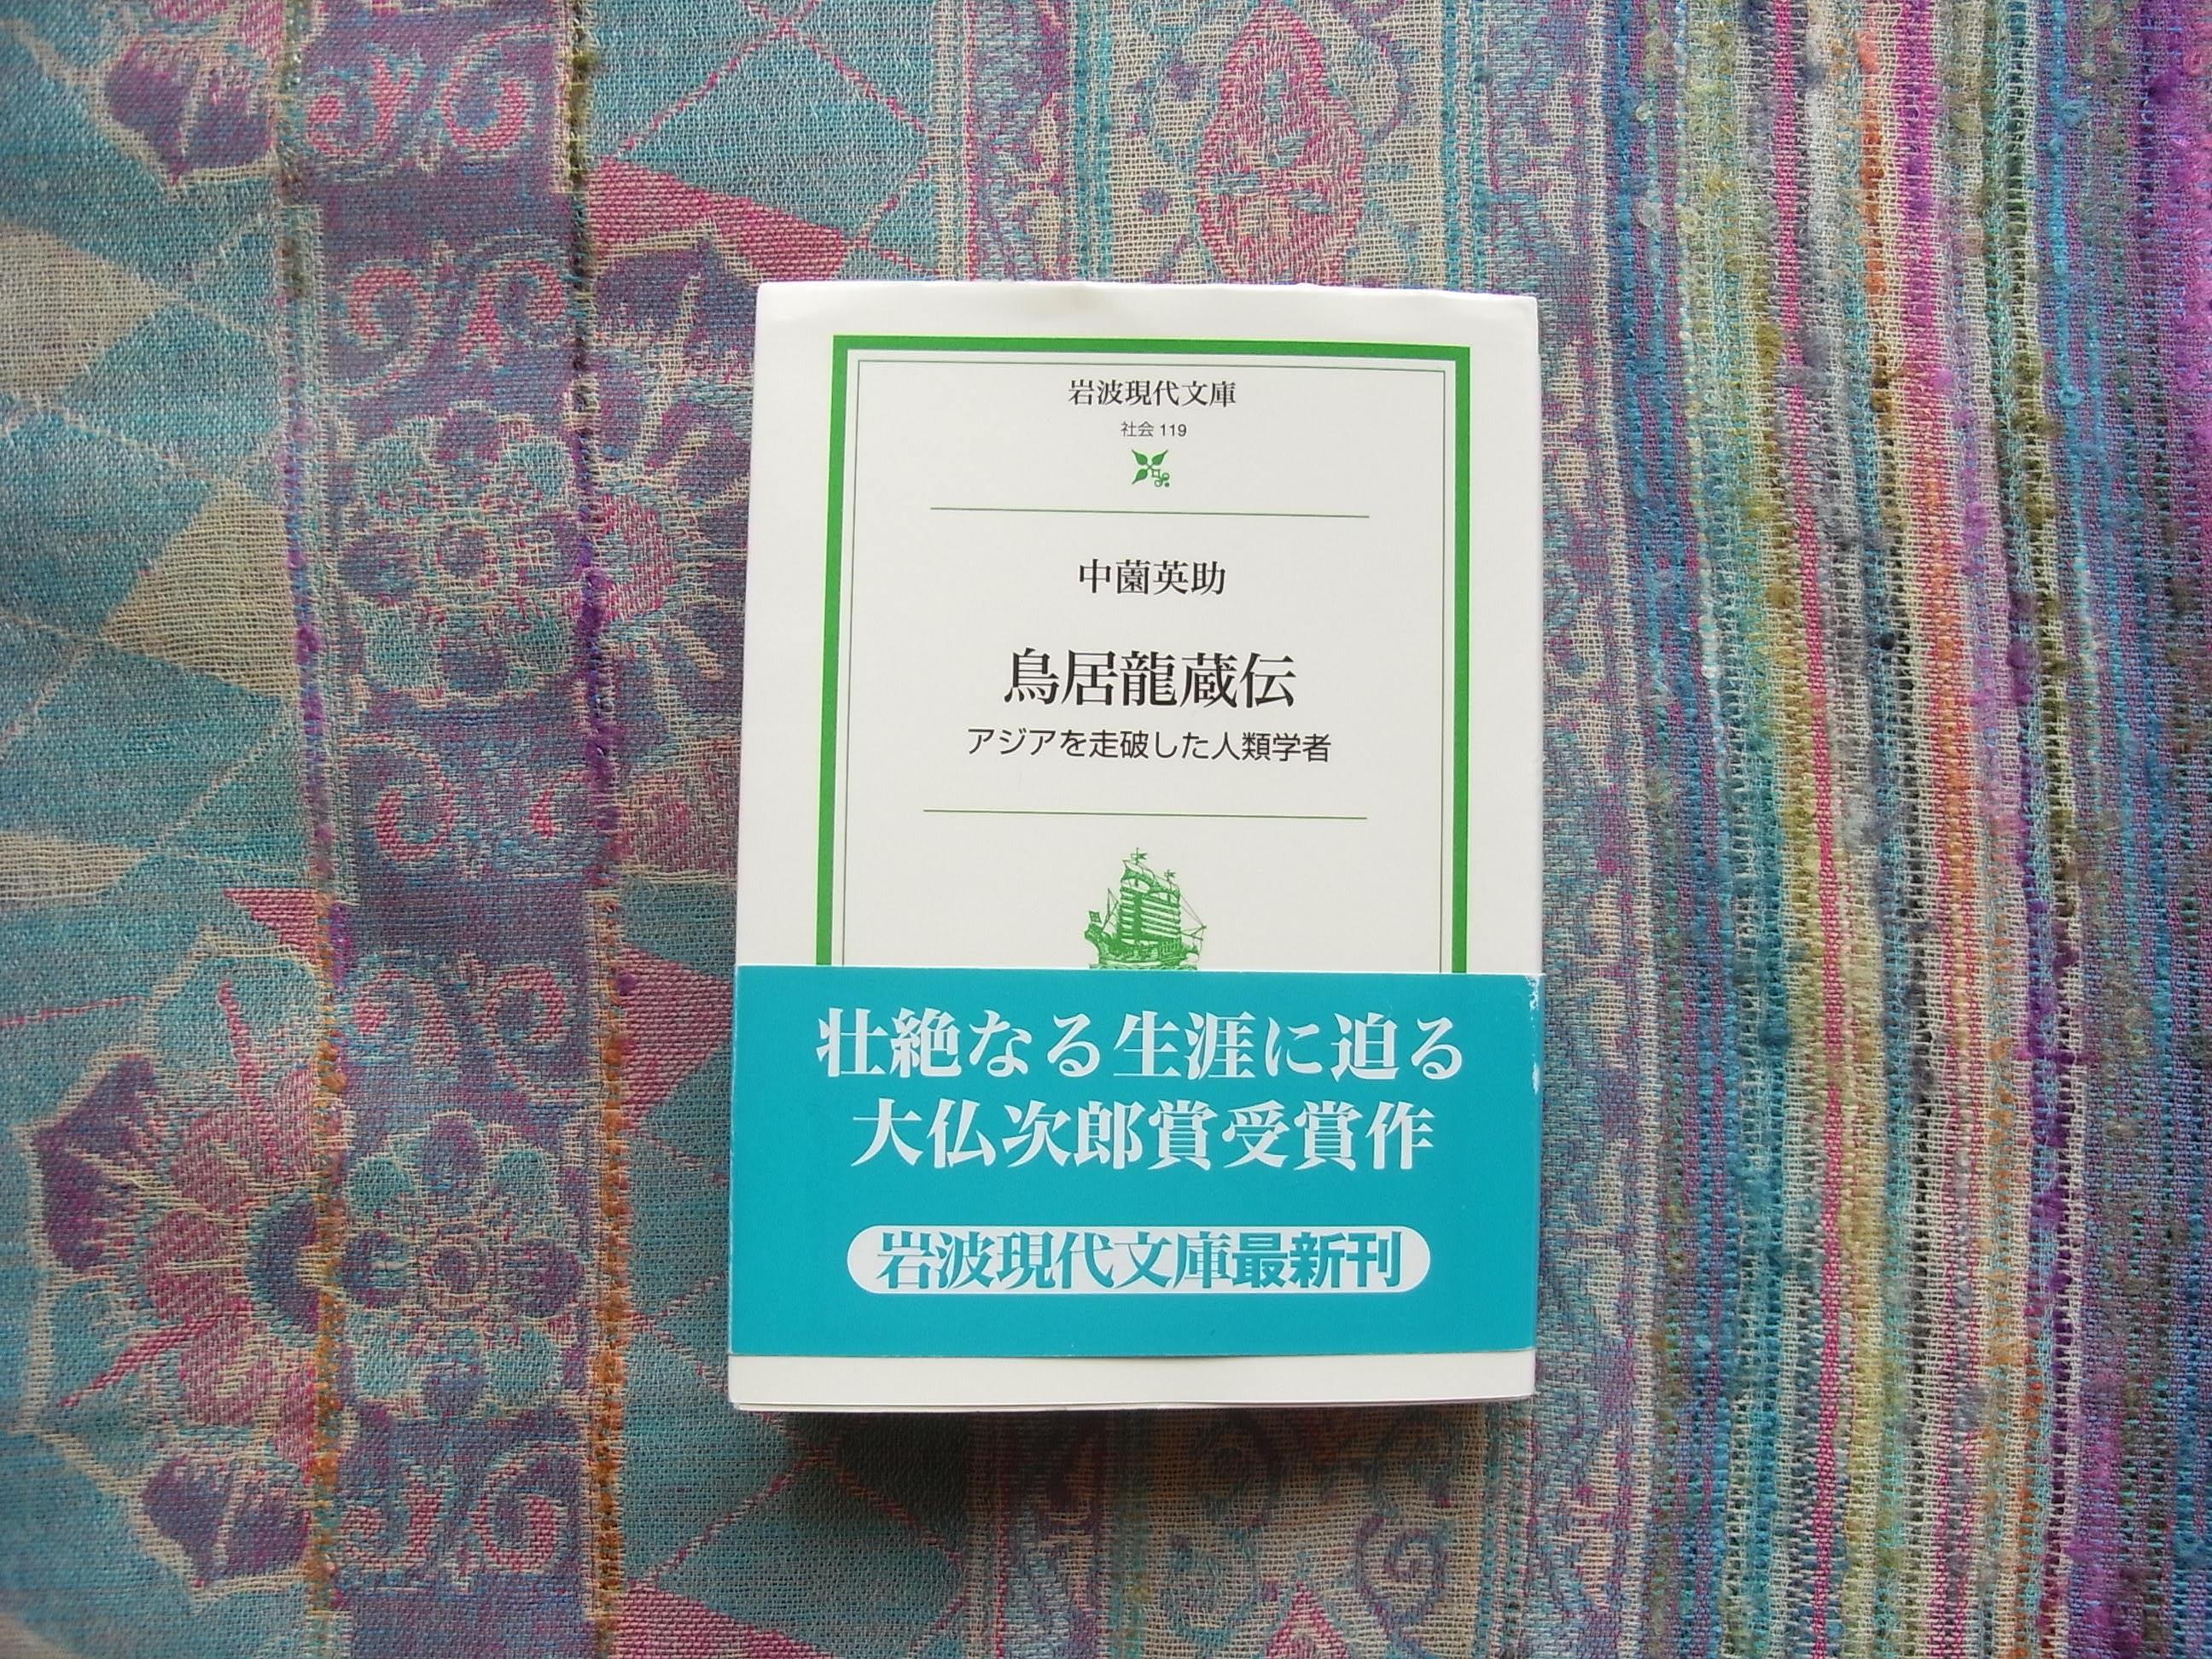 岩波現代文庫
社会 119
中薗英助
鳥居龍蔵伝
アジアを走破した人類学者
壮絶なる生涯に迫る
大仏次郎賞受賞作
岩波現代文庫最新刊